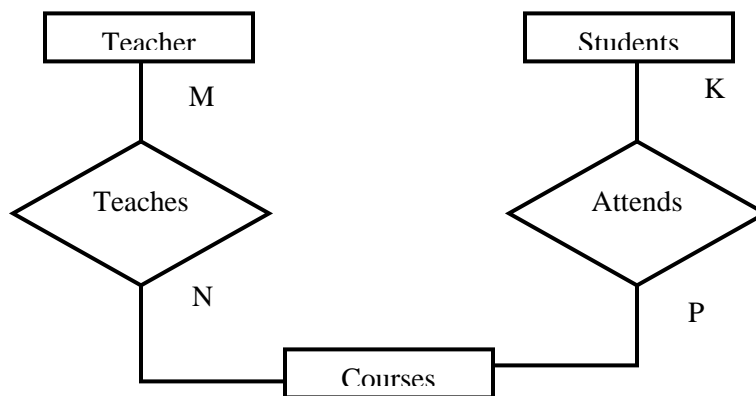 Teacher
Students
M
K
Teaches
Attends
N
P
Courses